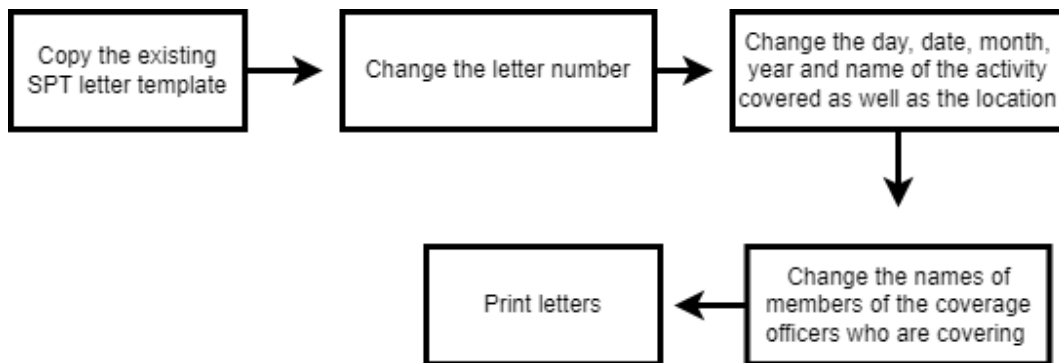 Copy the existing
SPT letter template
Change the letter number
Change the day, date, month,
year and name of the activity
covered as well as the location
Change the names of
members of the coverage
officers who are covering
Print letters